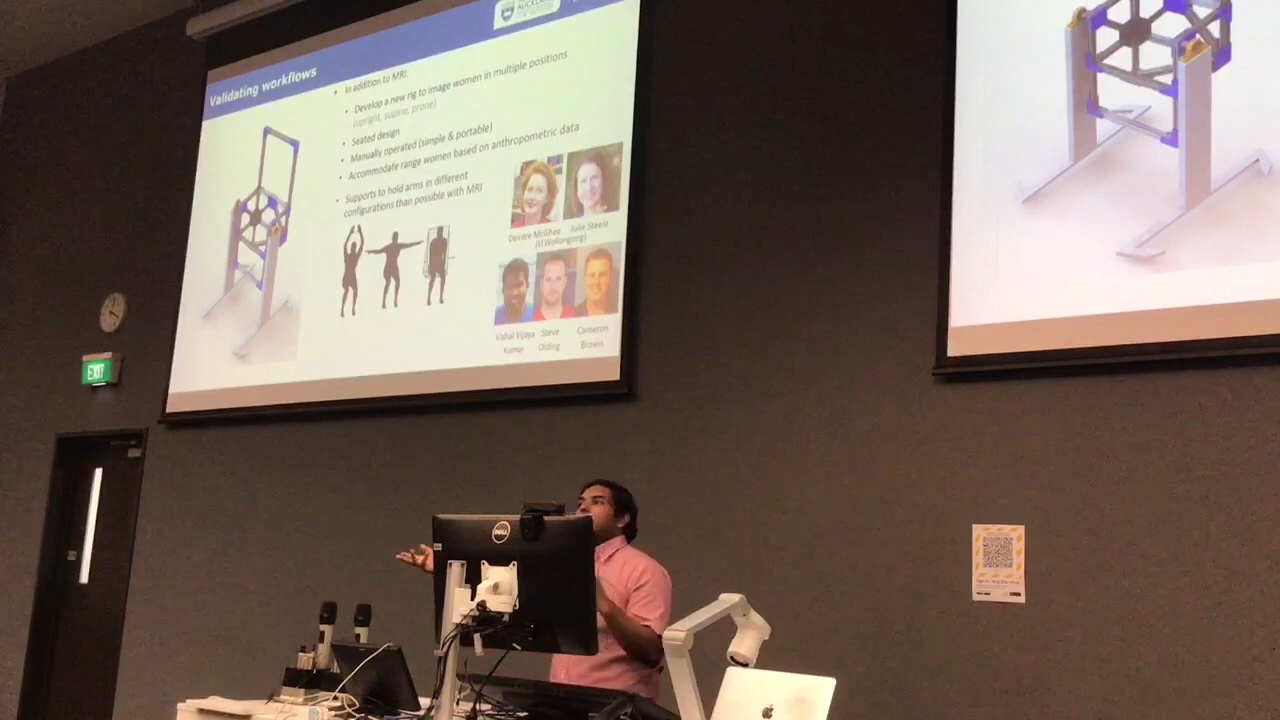 AUCKLAND
Validating workflows
• In addition to MRI:
• Develop a new rig to image women in multiple positions
(upright, supine, prone)
• Seated design
• Manually operated (simple & portable)
• Accommodate range women based on anthropometric data
• Supports to hold arms in different
configurations than possible with MRI
Deirdre McGhee Julie Steele
(U.Wollongong)
Vishal Vijaya Steve Cameron
Kumar Olding Brown
EXIT
DELL